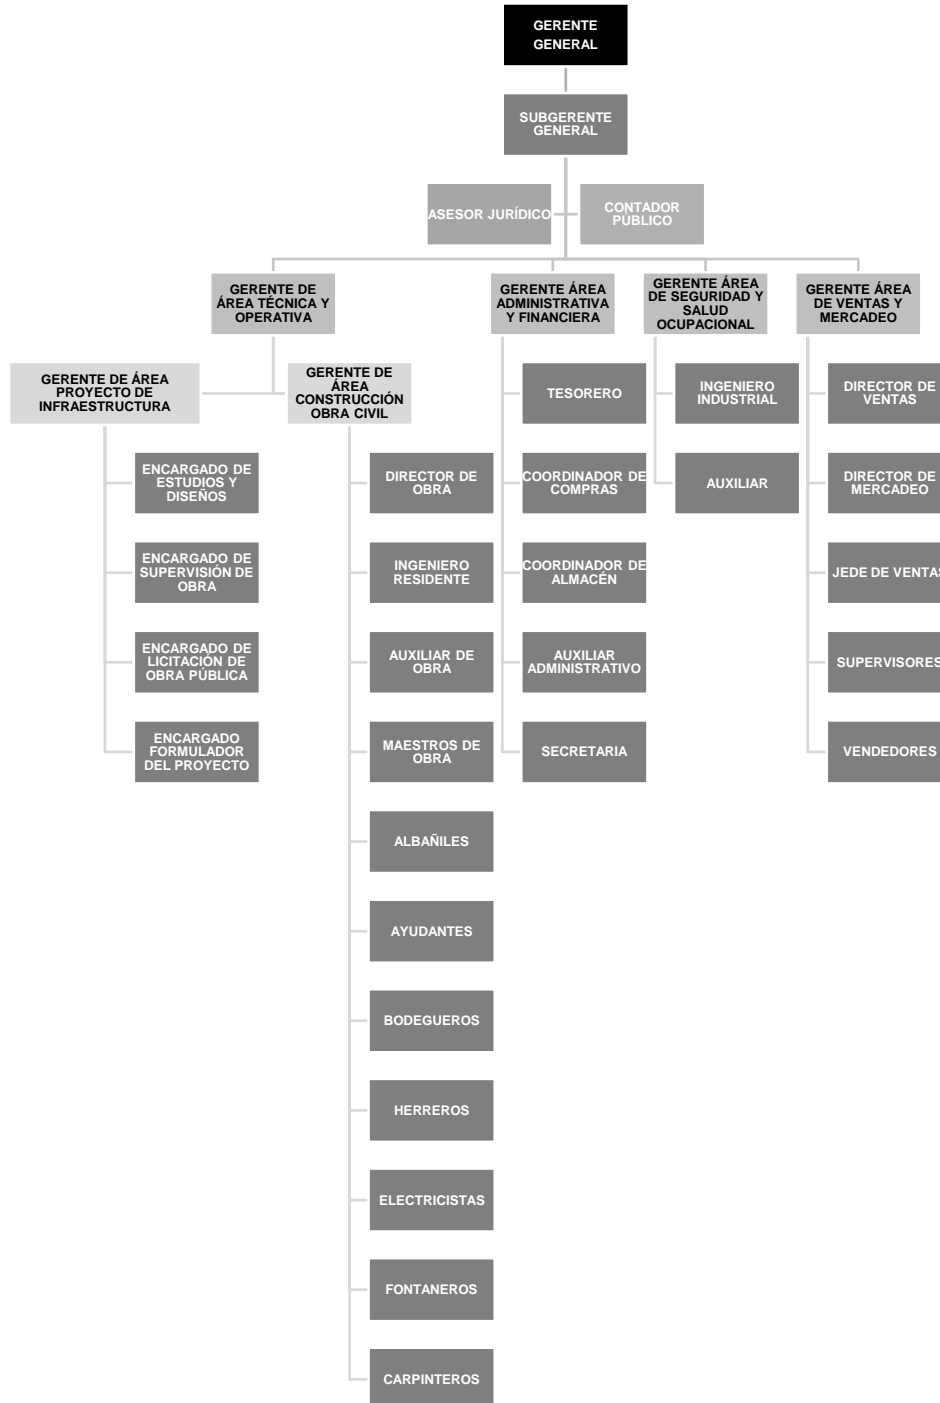 GERENTE
GENERAL
SUBGERENTE
GENERAL
ASESOR JURÍDICO
CONTADOR
PÚBLICO
GERENTE DE
ÁREA TÉCNICA Y
OPERATIVA
GERENTE ÁREA
ADMINISTRATIVA
Y FINANCIERA
GERENTE ÁREA
DE SEGURIDAD Y
SALUD
OCUPACIONAL
GERENTE ÁREA
DE VENTAS Y
MERCADEO
GERENTE DE ÁREA
PROYECTO DE
INFRAESTRUCTURA
GERENTE DE
ÁREA
CONSTRUCCIÓN
OBRA CIVIL
TESORERO
INGENIERO
INDUSTRIAL
DIRECTOR DE
VENTAS
ENCARGADO DE
ESTUDIOS Y
DISEÑOS
DIRECTOR DE
OBRA
COORDINADOR DE
COMPRAS
AUXILIAR
DIRECTOR DE
MERCADEO
ENCARGADO DE
SUPERVISIÓN DE
OBRA
INGENIERO
RESIDENTE
COORDINADOR DE
ALMACÉN
JEDE DE VENTAS
ENCARGADO DE
LICITACIÓN DE
OBRA PÚBLICA
AUXILIAR DE
OBRA
AUXILIAR
ADMINISTRATIVO
SUPERVISORES
ENCARGADO
FORMULADOR
DEL PROYECTO
MAESTROS DE
OBRA
SECRETARIA
VENDEDORES
ALBAÑILES
AYUDANTES
BODEGUEROS
HERREROS
ELECTRICISTAS
FONTANEROS
CARPINTEROS